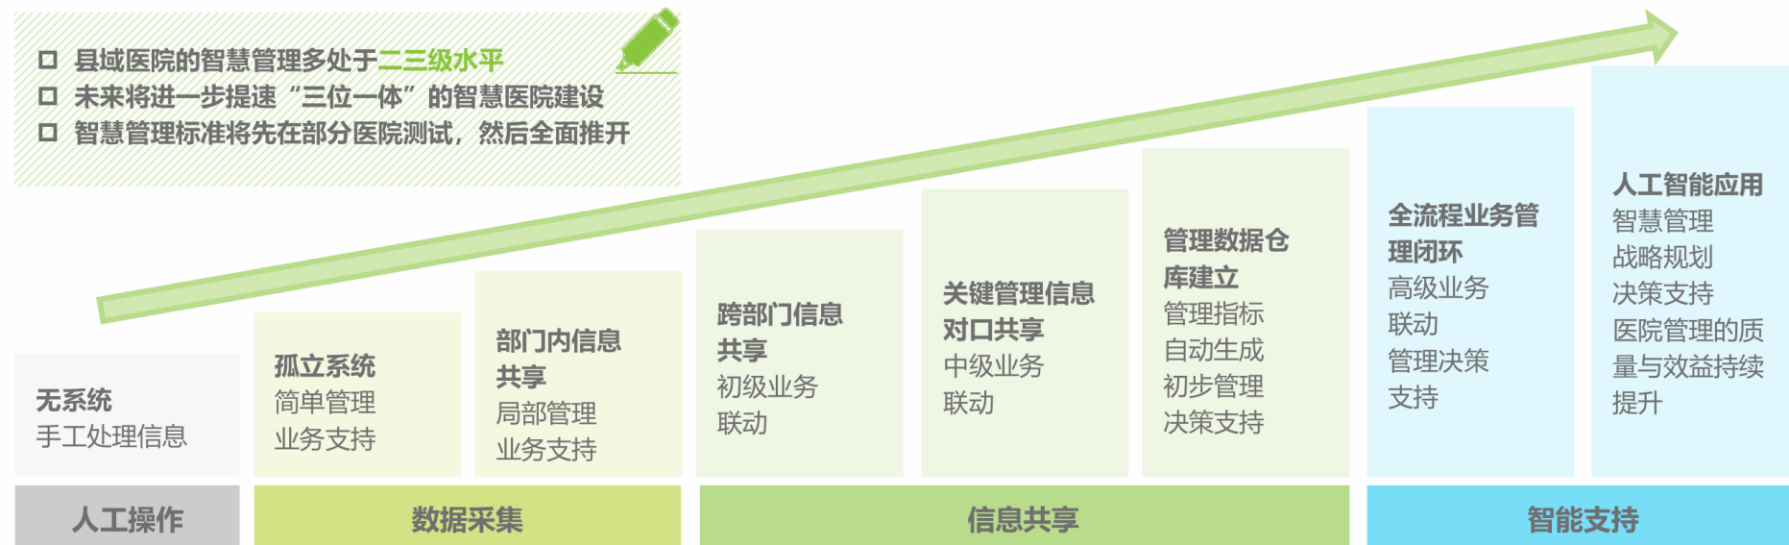 县域医院的智慧管理多处于二三级水平
未来将进一步提速“三位一体”的智慧医院建设
智慧管理标准将先在部分医院测试，然后全面推开
无系统
手工处理信息
孤立系统
简单管理
业务支持
部门内信息
共享
局部管理
业务支持
跨部门信息
共享
初级业务
联动
关键管理信息
对口共享
中级业务
联动
管理数据仓
库建立
管理指标
自动生成
初步管理
决策支持
全流程业务管
理闭环
高级业务
联动
管理决策
支持
人工智能应用
智慧管理
战略规划
决策支持
医院管理的质
量与效益持续
提升
人工操作
数据采集
信息共享
智能支持